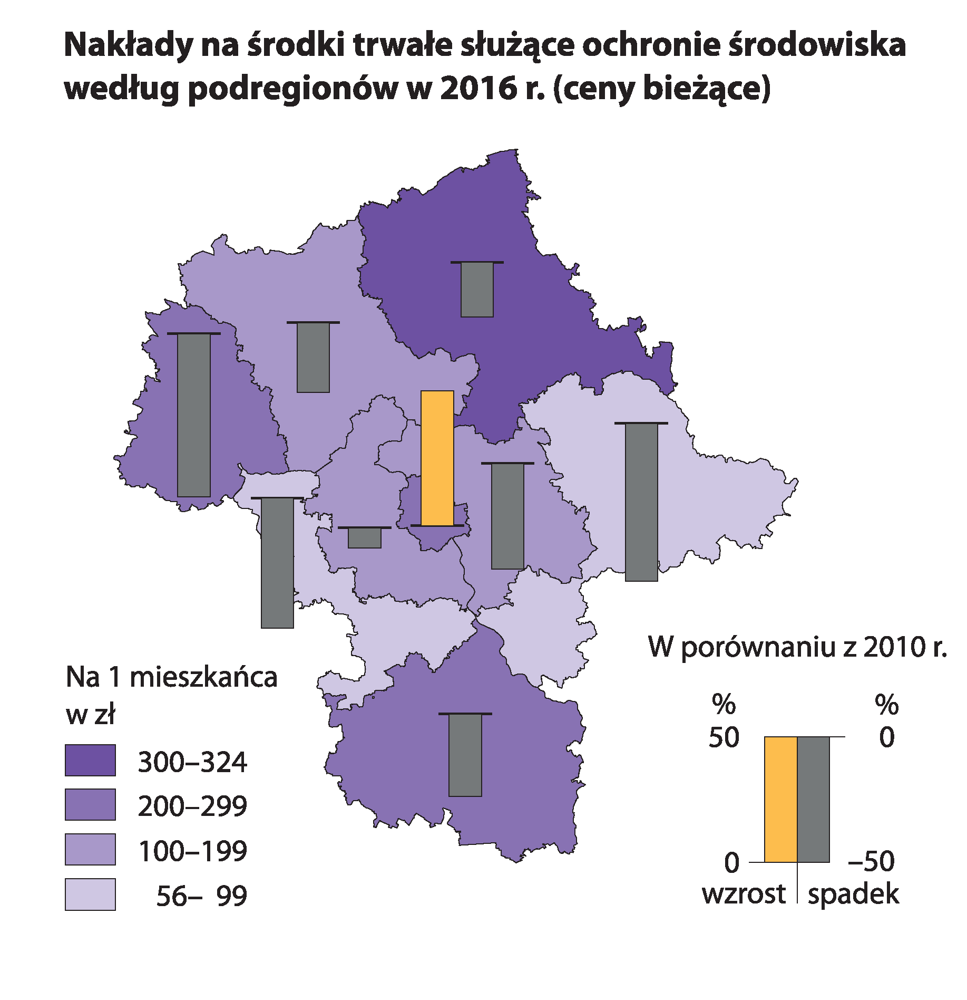 Nakłady na środki trwałe służące ochronie środowiska
według podregionów w 2016 r. (ceny bieżące)
W porównaniu z 2010 r.
% %
50 0
0 –50
wzrost spadek
Na 1 mieszkańca
w zł
300–324
200–299
100–199
56– 99